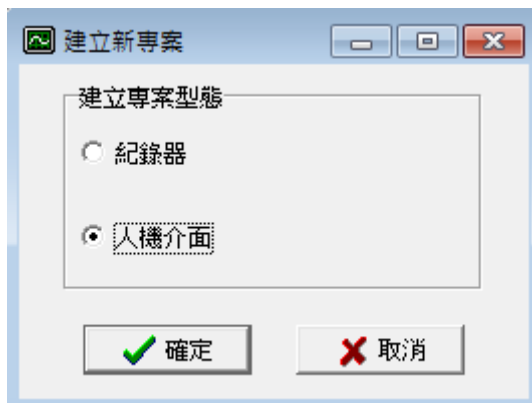 建立新專案
建立專案型態
紀錄器
人機介面
確定
取消